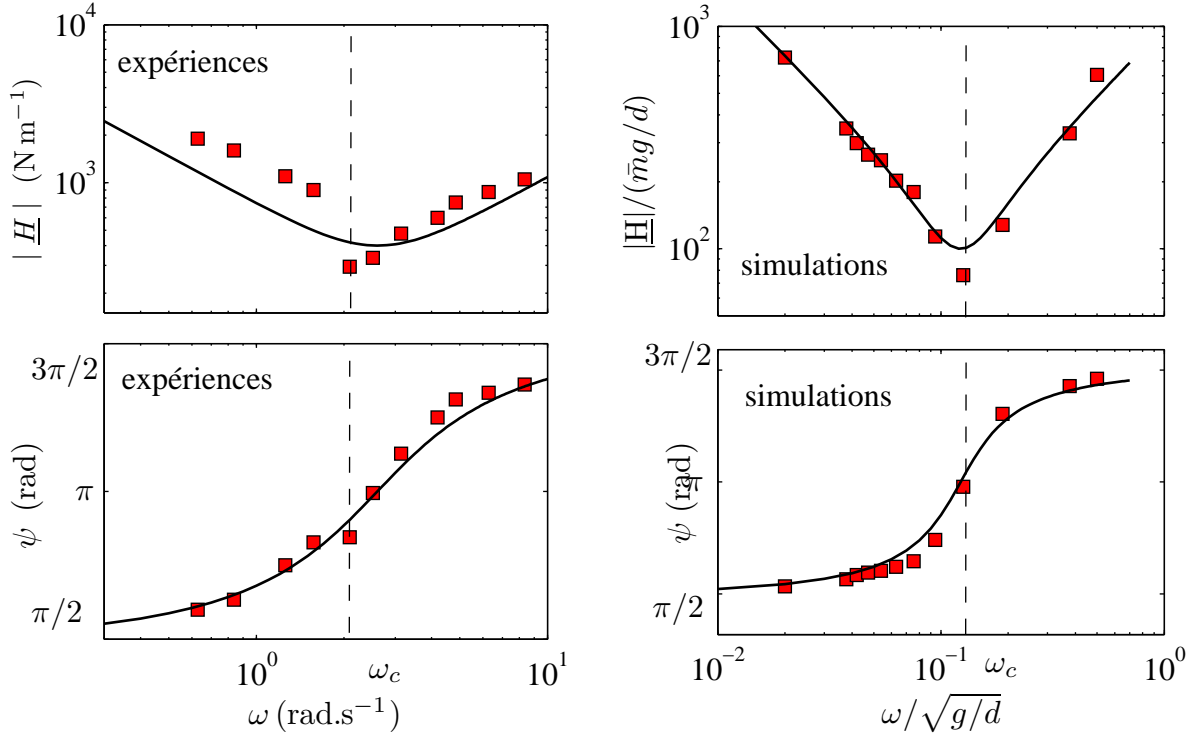 10^4
expériences
10^3
| H | (N m^−1)
10^3
10^2
simulations
|H|/(m̄g/d)
3π/2
expériences
π
π/2
ψ (rad)
10^0
ω_c
10^1
ω (rad.s^−1)
3π/2
simulations
π
π/2
ψ (rad)
10^−2
10^−1
ω_c
10^0
ω/√g/d